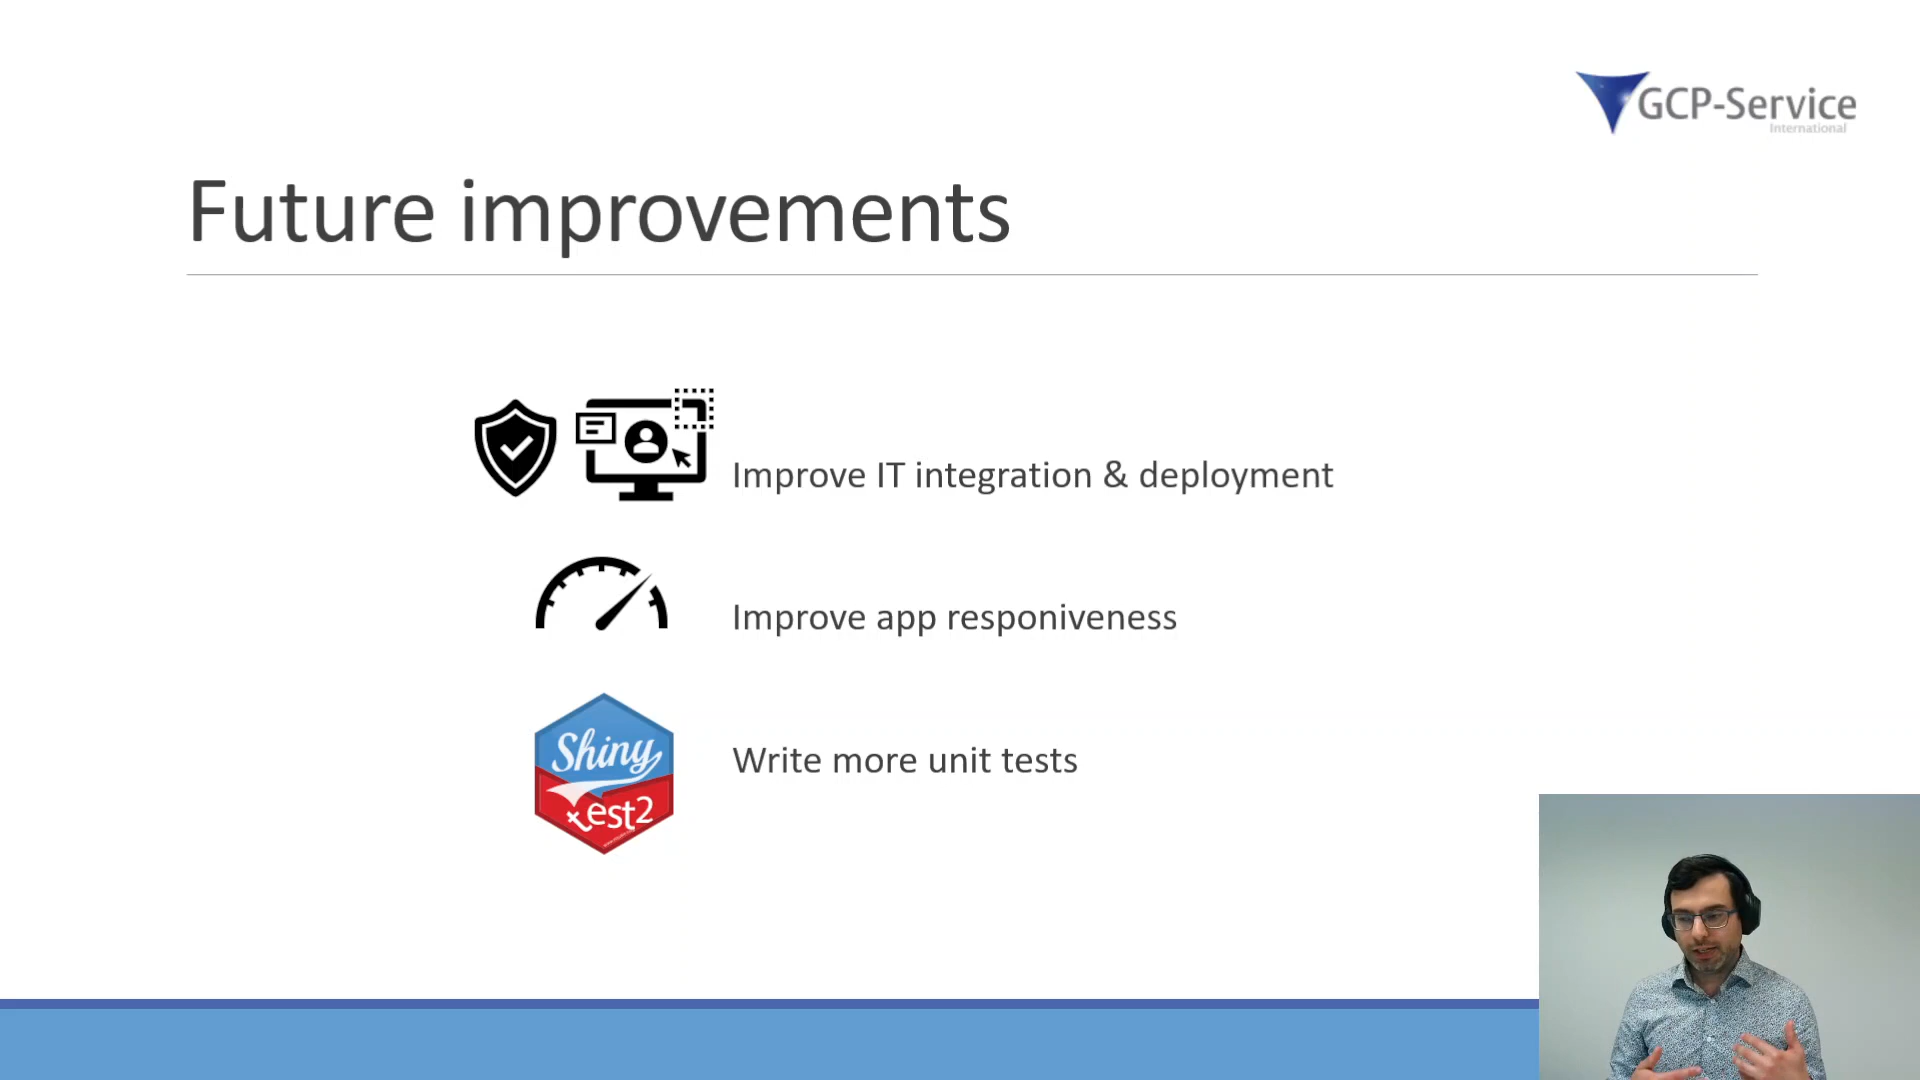 GCP-Service
International
Future improvements
Improve IT integration & deployment
Improve app responiveness
Shiny
test2
Write more unit tests